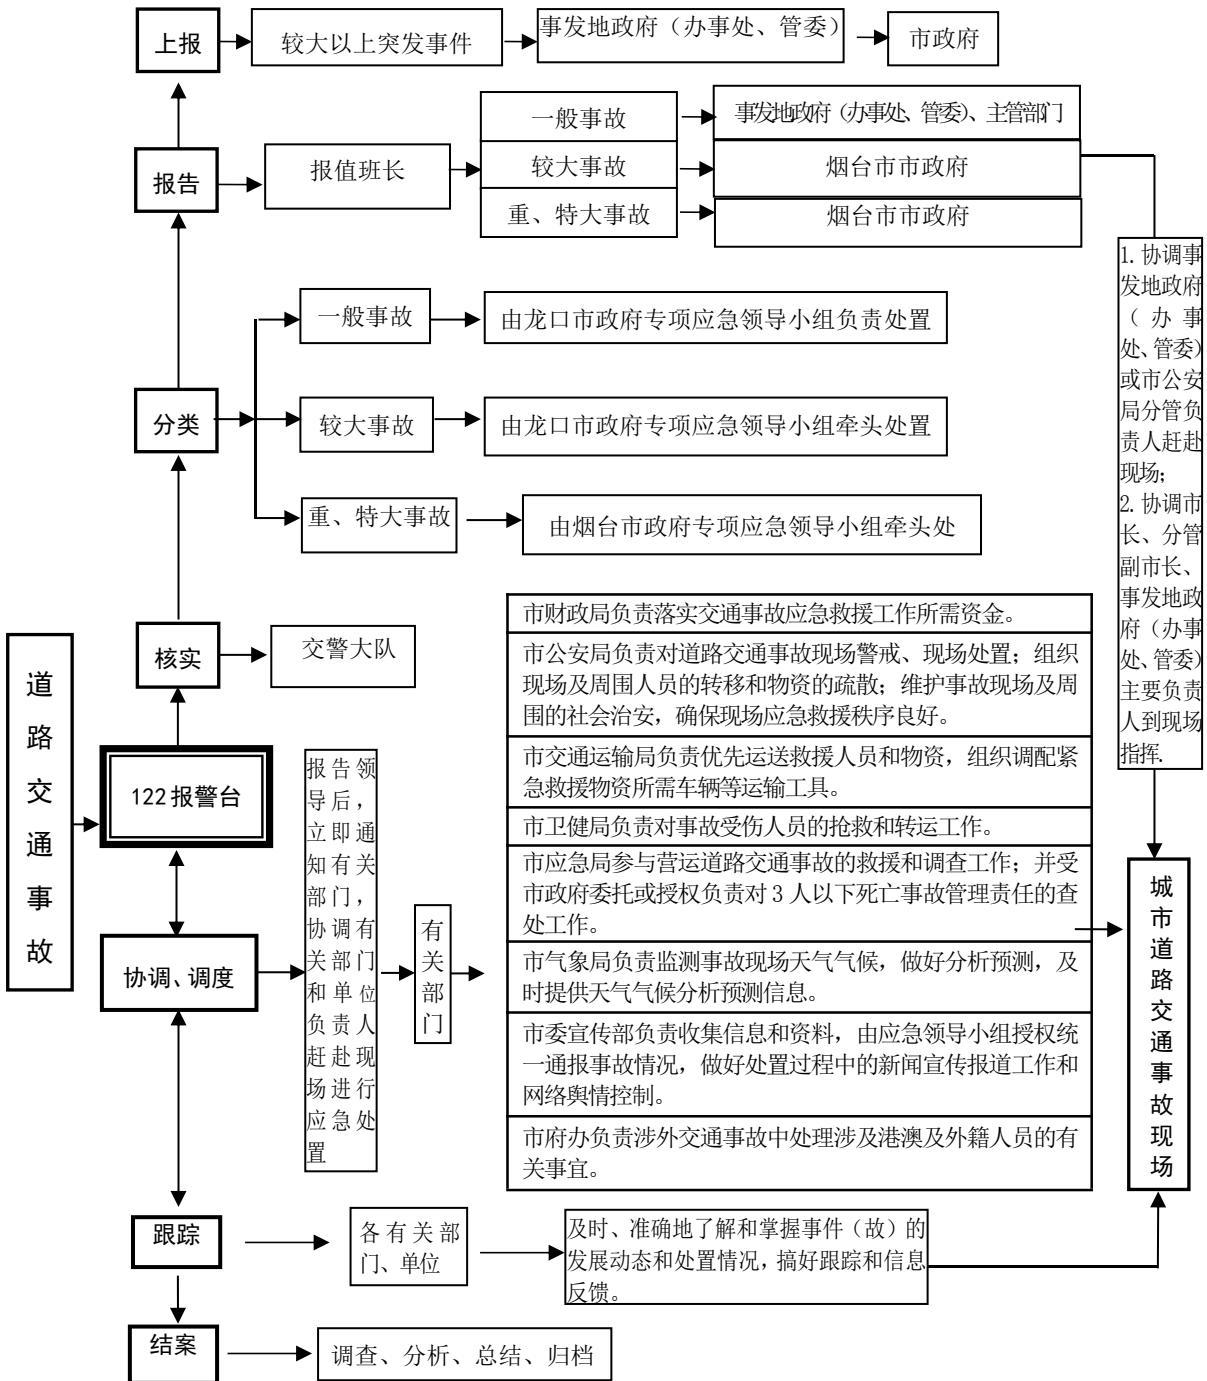 上报
较大以上突发事件
事发地政府（办事处、管委）
市政府
报告
报值班长
一般事故
事发地政府（办事处、管委）、主管部门
较大事故
烟台市市政府
重、特大事故
烟台市市政府
1.协调事
发地政府
（办事
处、管委）
或市公安
局分管负
责人赶赴
现场；
2.协调市
长、分管
副市长、
事发地政
府（办事
处、管委）
主要负责
人到现场
指挥.
分类
一般事故
由龙口市政府专项应急领导小组负责处置
较大事故
由龙口市政府专项应急领导小组牵头处置
重、特大事故
由烟台市政府专项应急领导小组牵头处
核实
交警大队
道路交通事故
122报警台
协调、调度
报告领
导后，
立即通
知有关
部门，
协调有
关部门
和单位
负责人
赶赴现
场进行
应急处
置
有关部门
市财政局负责落实交通事故应急救援工作所需资金。
市公安局负责对道路交通事故现场警戒、现场处置；组织
现场及周围人员的转移和物资的疏散；维护事故现场及周
围的社会治安，确保现场应急救援秩序良好。
市交通运输局负责优先运送救援人员和物资，组织调配紧
急救援物资所需车辆等运输工具。
市卫健局负责对事故受伤人员的抢救和转运工作。
市应急局参与营运道路交通事故的救援和调查工作；并受
市政府委托或授权负责对3人以下死亡事故管理责任的查
处工作。
市气象局负责监测事故现场天气气候，做好分析预测，及
时提供天气气候分析预测信息。
市委宣传部负责收集信息和资料，由应急领导小组授权统
一通报事故情况，做好处置过程中的新闻宣传报道工作和
网络舆情控制。
市府办负责涉外交通事故中处理涉及港澳及外籍人员的有
关事宜。
城市道路交通事故现场
跟踪
各有关部
门、单位
及时、准确地了解和掌握事件（故）的
发展动态和处置情况，搞好跟踪和信息
反馈。
结案
调查、分析、总结、归档